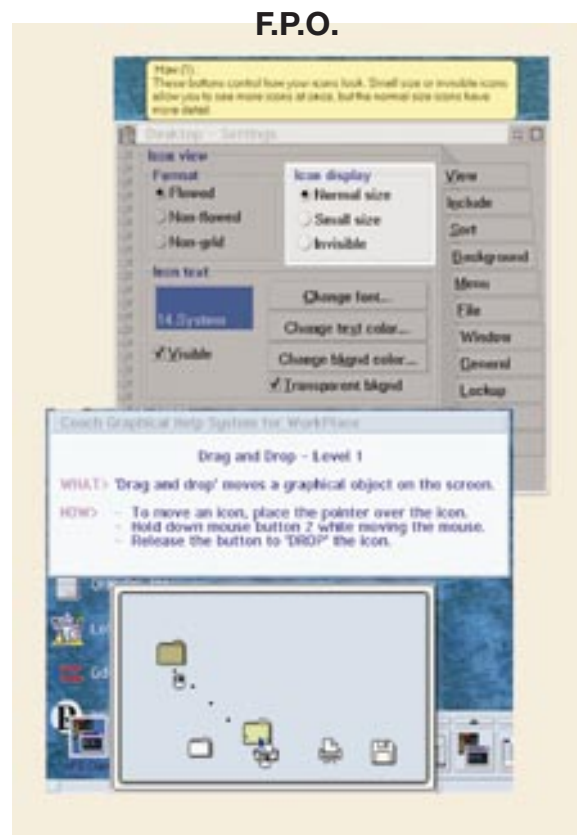 F.P.O.
How (1)
These buttons control how your icons look. Small size or invisible icons
allow you to see more icons at once, but the normal size icons have
more detail.
Desktop - Settings
Icon view
Format
Flowed
Non-flowed
Non-grid
Icon display
Normal size
Small size
Invisible
Icon text
14.System
Visible
Change font...
Change text color...
Change bkgnd color...
Transparent bkgnd
View
Include
Sort
Background
Menu
File
Window
General
Lockup
Coach Graphical Help System for WorkPlace
Drag and Drop - Level 1
WHAT> 'Drag and drop' moves a graphical object on the screen.
HOW> - To move an icon, place the pointer over the icon.
- Hold down mouse button 2 while moving the mouse.
- Release the button to 'DROP' the icon.